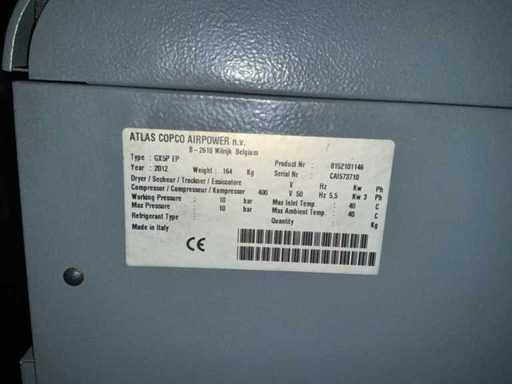 ATLAS COPCO AIRPOWER n.v.
B - 2610 Wilrijk Belgium
Type : GX5P EP Product Nr : 8152101146
Year : 2012 Weight : 164 Kg Serial Nr : CAI573710
Dryer / Secheur / Trockner / Essiccatore V Hz Kw Ph
Compressor / Compresseur / Kompressor 400 V 50 Hz 5,5 Kw 3 Ph
Working Pressure : 10 bar Max Inlet Temp. : 40 C
Max Pressure : 10 bar Max Ambient Temp. : 40 C
Refrigerant Type : Quantity : Kg
Made in Italy
CE